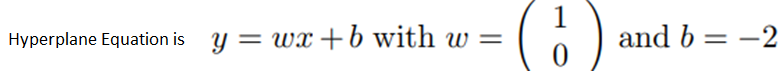 Hyperplane Equation is y = wx + b with w = ( 1 0 ) and b = −2